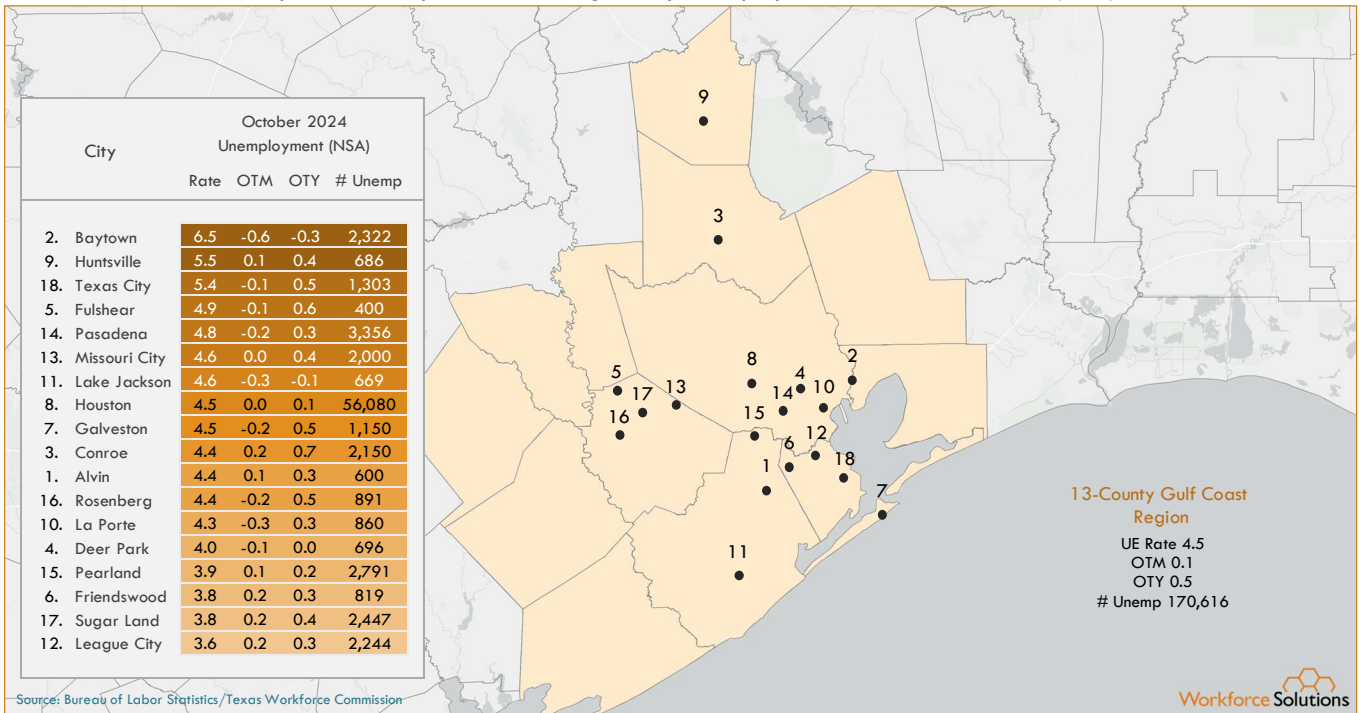 City
October 2024
Unemployment (NSA)
Rate OTM OTY # Unemp
2. Baytown 6.5 -0.6 -0.3 2,322
9. Huntsville 5.5 0.1 0.4 686
18. Texas City 5.4 -0.1 0.5 1,303
5. Fulshear 4.9 -0.1 0.6 400
14. Pasadena 4.8 -0.2 0.3 3,356
13. Missouri City 4.6 0.0 0.4 2,000
11. Lake Jackson 4.6 -0.3 -0.1 669
8. Houston 4.5 0.0 0.1 56,080
7. Galveston 4.5 -0.2 0.5 1,150
3. Conroe 4.4 0.2 0.7 2,150
1. Alvin 4.4 0.1 0.3 600
16. Rosenberg 4.4 -0.2 0.5 891
10. La Porte 4.3 -0.3 0.3 860
4. Deer Park 4.0 -0.1 0.0 696
15. Pearland 3.9 0.1 0.2 2,791
6. Friendswood 3.8 0.2 0.3 819
17. Sugar Land 3.8 0.2 0.4 2,447
12. League City 3.6 0.2 0.3 2,244
Source: Bureau of Labor Statistics/Texas Workforce Commission
9
3
8
2
5
4
13
10
17
14
16
15
6
12
1
18
7
11
13-County Gulf Coast
Region
UE Rate 4.5
OTM 0.1
OTY 0.5
# Unemp 170,616
Workforce Solutions